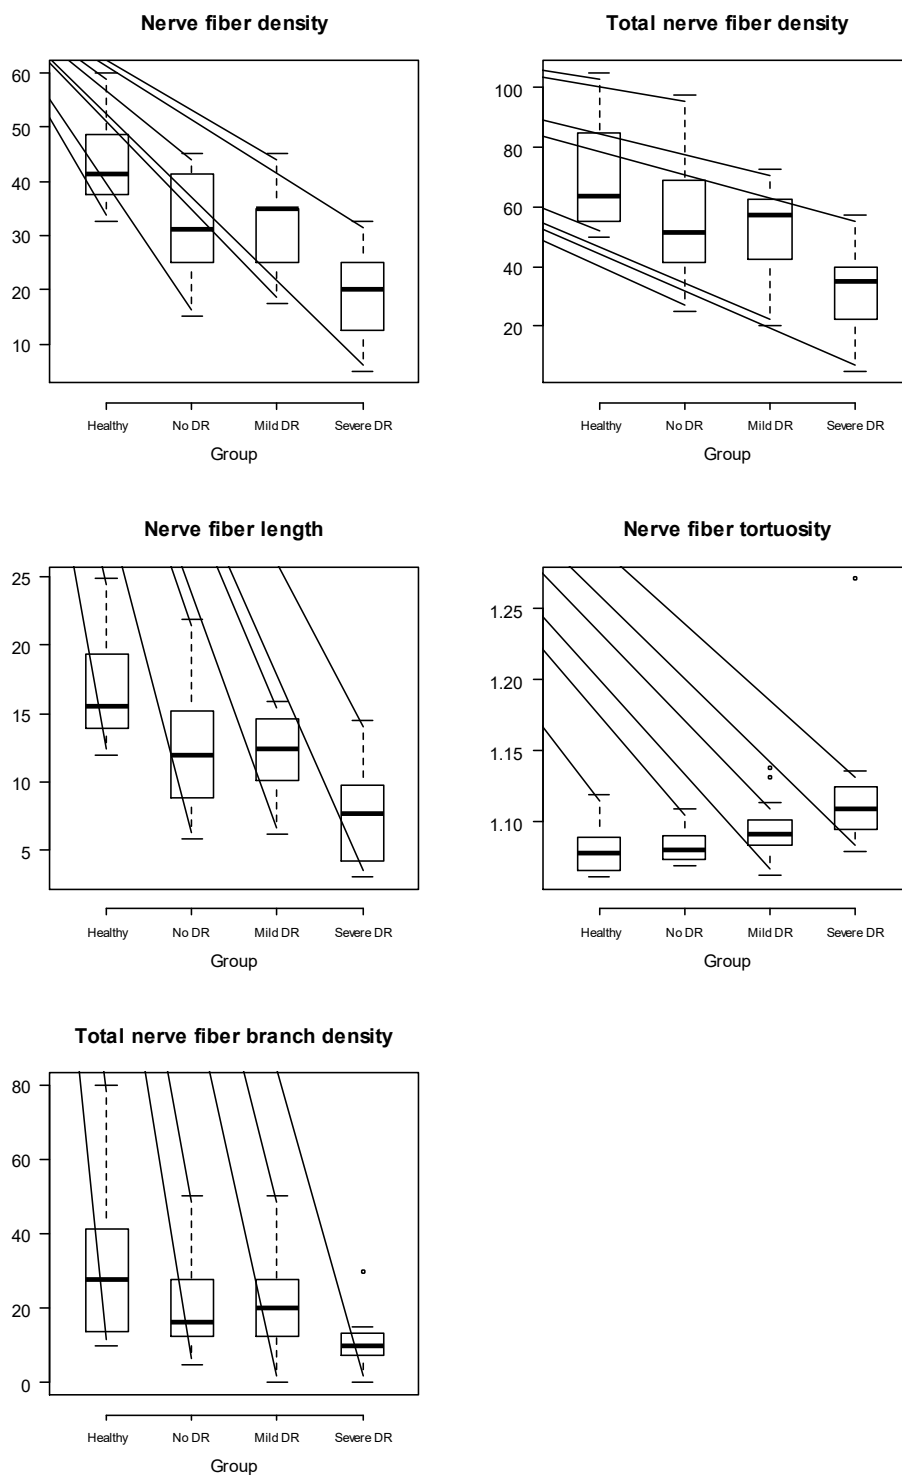 Nerve fiber density
60
50
40
30
20
10
Healthy No DR Mild DR Severe DR
Group
Total nerve fiber density
100
80
60
40
20
Healthy No DR Mild DR Severe DR
Group
Nerve fiber length
25
20
15
10
5
Healthy No DR Mild DR Severe DR
Group
Nerve fiber tortuosity
1.25
1.20
1.15
1.10
Healthy No DR Mild DR Severe DR
Group
Total nerve fiber branch density
80
60
40
20
0
Healthy No DR Mild DR Severe DR
Group